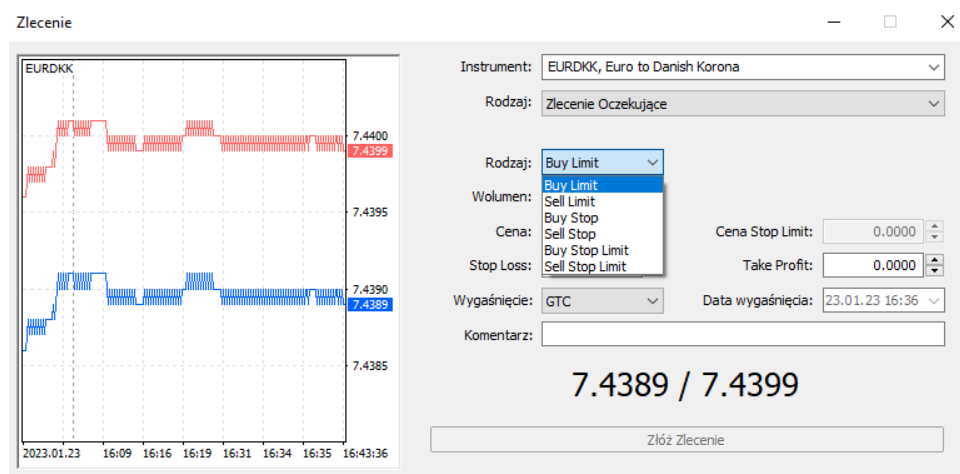 Zlecenie
EURDKK
7.4400
7.4399
7.4395
7.4390
7.4389
7.4385
2023.01.23 16:09 16:16 16:19 16:31 16:34 16:35 16:43:36
Instrument: EURDKK, Euro to Danish Korona
Rodzaj: Zlecenie Oczekujące
Rodzaj: Buy Limit
Buy Limit
Sell Limit
Buy Stop
Sell Stop
Buy Stop Limit
Sell Stop Limit
Wolumen:
Cena: Cena Stop Limit: 0.0000
Stop Loss: Take Profit: 0.0000
Wygaśnięcie: GTC Data wygaśnięcia: 23.01.23 16:36
Komentarz:
7.4389 / 7.4399
Złóż Zlecenie